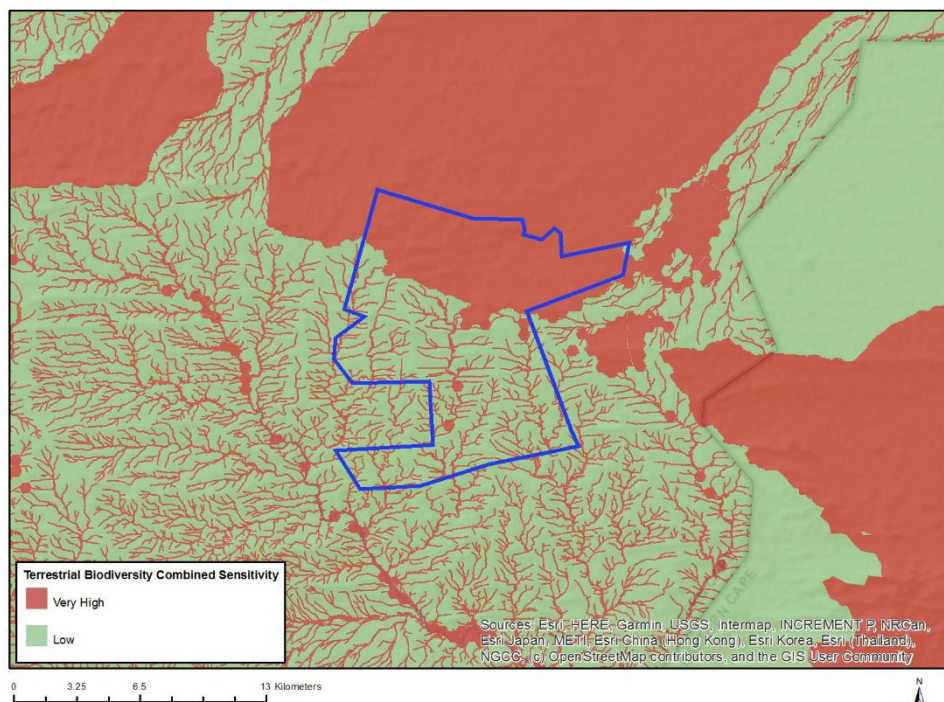 N CAPE
Terrestrial Biodiversity Combined Sensitivity
Very High
Low
Sources: Esri, HERE, Garmin, USGS, Intermap, INCREMENT P, NRCan,
Esri Japan, METI, Esri China (Hong Kong), Esri Korea, Esri (Thailand),
NGCC, (c) OpenStreetMap contributors, and the GIS User Community
0 3.25 6.5 13 Kilometers
N